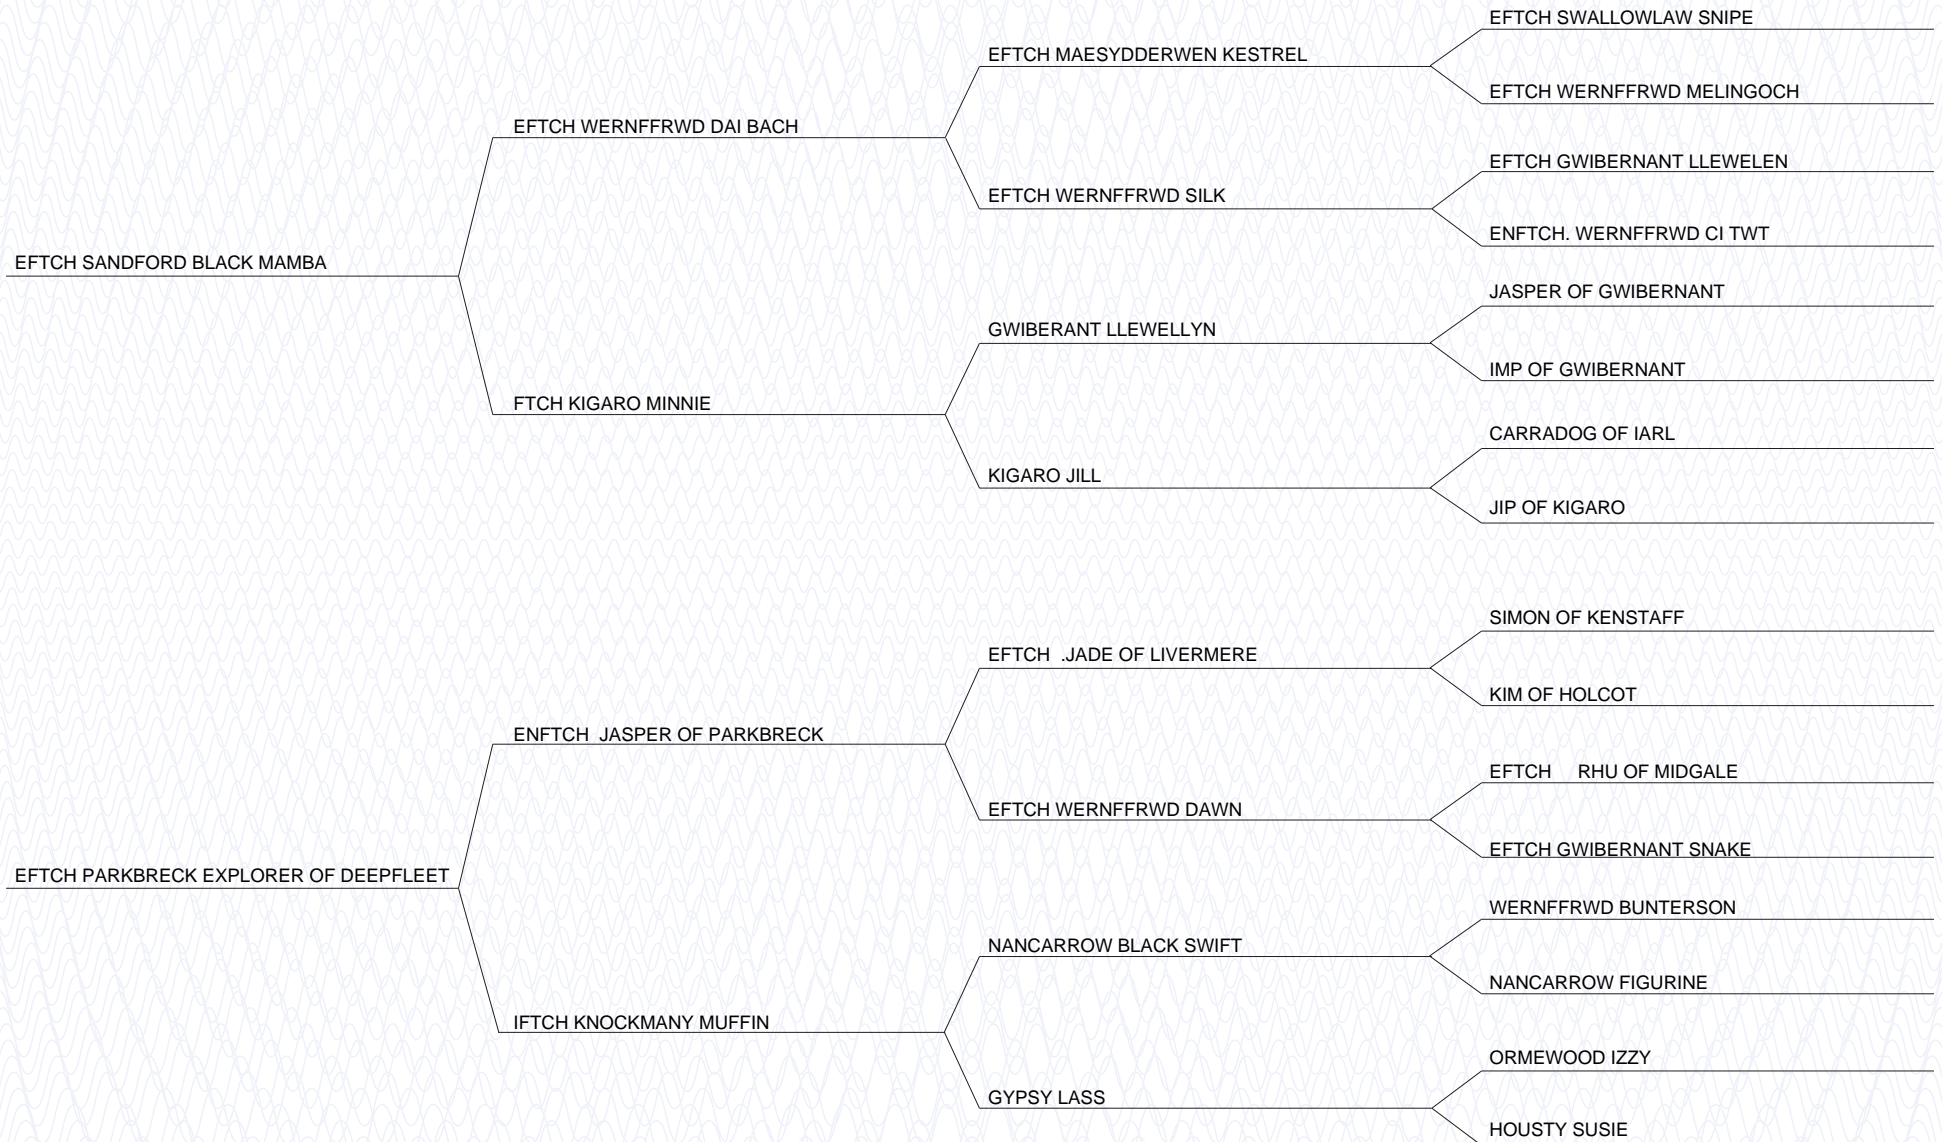 EFTCH SWALLOWLAW SNIPE
EFTCH MAESYDDERWEN KESTREL
EFTCH WERNFFRWD MELINGOCH
EFTCH WERNFFRWD DAI BACH
EFTCH GWIBERNANT LLEWELEN
EFTCH WERNFFRWD SILK
ENFTCH. WERNFFRWD CI TWT
EFTCH SANDFORD BLACK MAMBA
JASPER OF GWIBERNANT
GWIBERANT LLEWELLYN
IMP OF GWIBERNANT
FTCH KIGARO MINNIE
CARRADOG OF IARL
KIGARO JILL
JIP OF KIGARO
SIMON OF KENSTAFF
EFTCH .JADE OF LIVERMERE
KIM OF HOLCOT
ENFTCH JASPER OF PARKBRECK
EFTCH RHU OF MIDGALE
EFTCH WERNFFRWD DAWN
EFTCH GWIBERNANT SNAKE
EFTCH PARKBRECK EXPLORER OF DEEPFLEET
WERNFFRWD BUNTERSON
NANCARROW BLACK SWIFT
NANCARROW FIGURINE
IFTCH KNOCKMANY MUFFIN
ORMEWOOD IZZY
GYPSY LASS
HOUSTY SUSIE